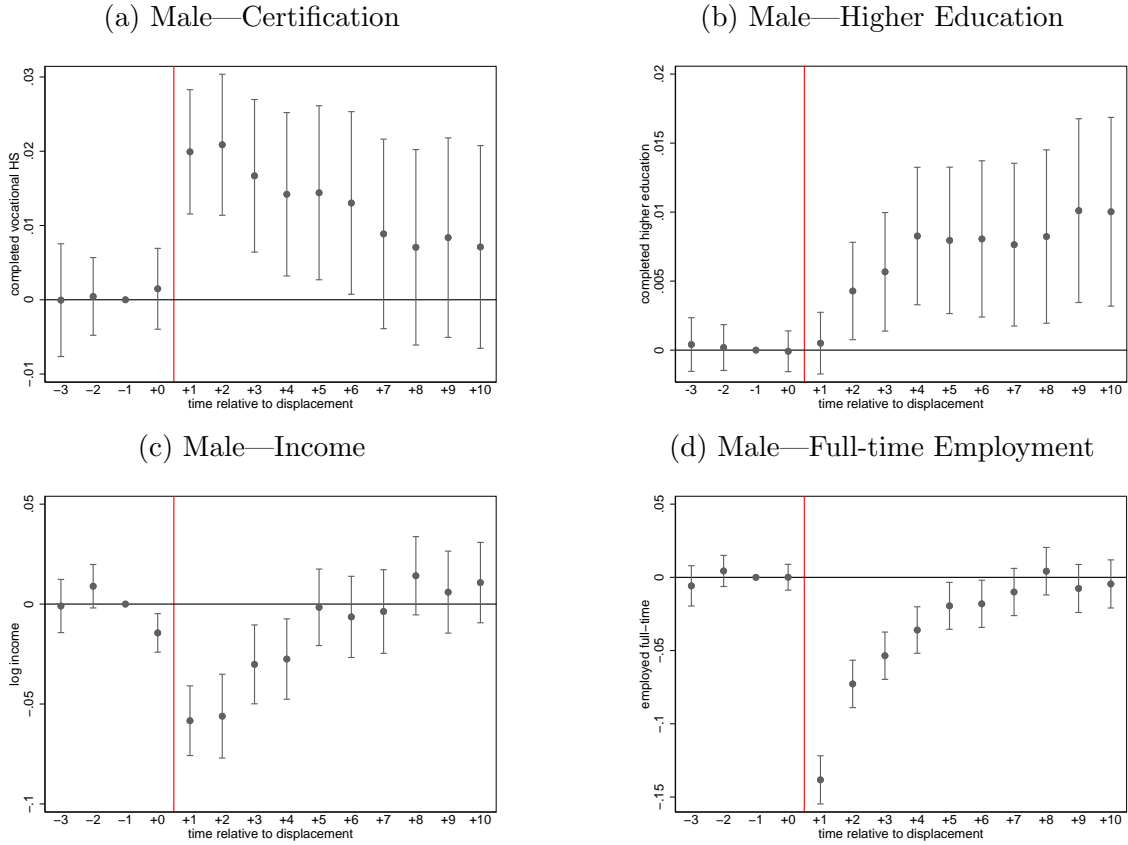 (a) Male—Certification
completed vocational HS
.03
.02
.01
0
−.01
−3 −2 −1 +0 +1 +2 +3 +4 +5 +6 +7 +8 +9 +10
time relative to displacement
(b) Male—Higher Education
completed higher education
.02
.015
.01
.005
0
-3 -2 -1 +0 +1 +2 +3 +4 +5 +6 +7 +8 +9 +10
time relative to displacement
(c) Male—Income
log income
.05
0
−.05
−.1
−3 −2 −1 +0 +1 +2 +3 +4 +5 +6 +7 +8 +9 +10
time relative to displacement
(d) Male—Full-time Employment
employed full−time
.05
0
−.05
−.1
−.15
−3 −2 −1 +0 +1 +2 +3 +4 +5 +6 +7 +8 +9 +10
time relative to displacement